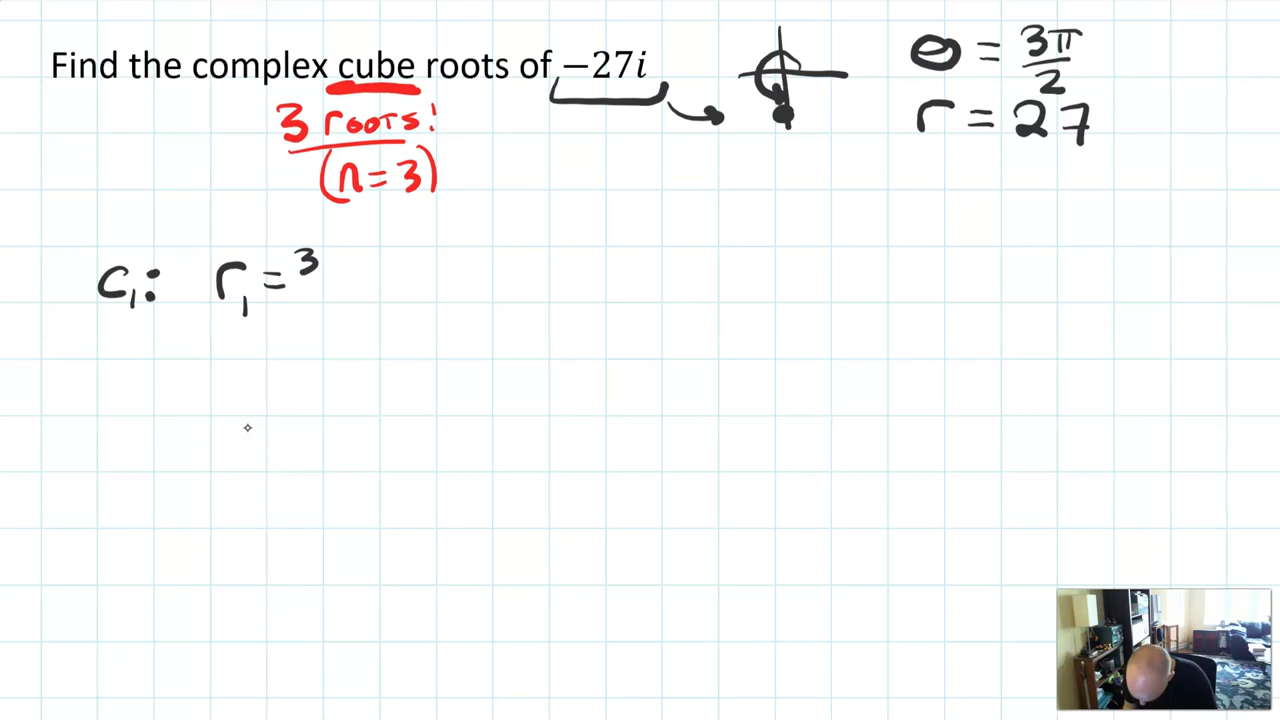 Find the complex cube roots of −27i
3 roots!
(n=3)
θ = 3π/2
r = 27
C₁: r₁ = ³